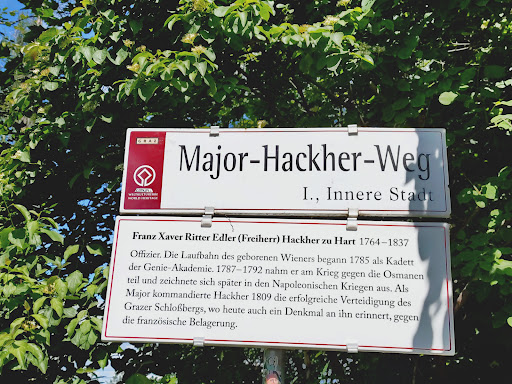 GRAZ
Major-Hackher-Weg
WELTKULTURERBE
WORLD HERITAGE
I., Innere Stadt
Franz Xaver Ritter Edler (Freiherr) Hackher zu Hart 1764–1837
Offizier. Die Laufbahn des geborenen Wieners begann 1785 als Kadett
der Genie-Akademie. 1787–1792 nahm er am Krieg gegen die Osmanen
teil und zeichnete sich später in den Napoleonischen Kriegen aus. Als
Major kommandierte Hackher 1809 die erfolgreiche Verteidigung des
Grazer Schloßbergs, wo heute auch ein Denkmal an ihn erinnert, gegen
die französische Belagerung.